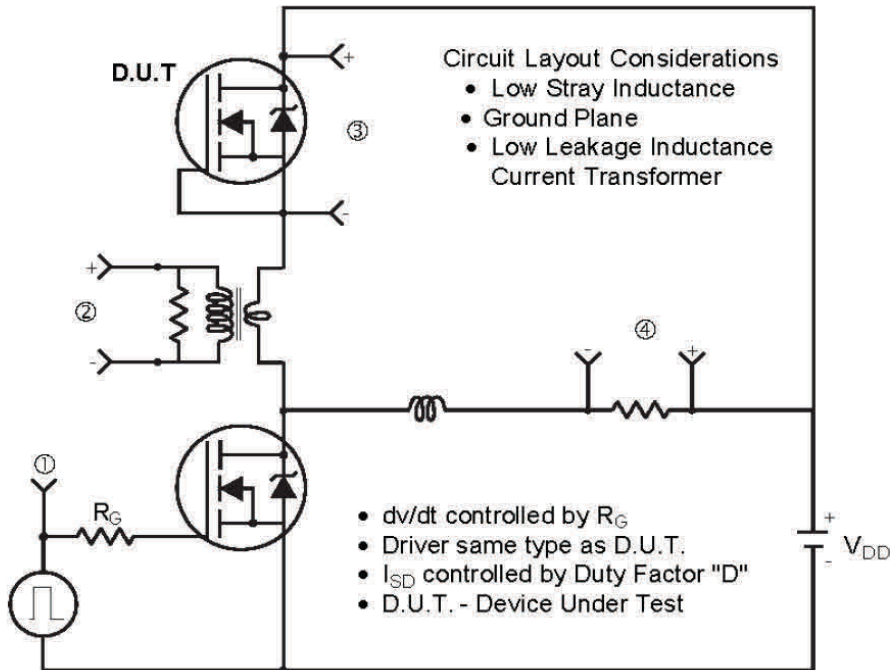 D.U.T
+
-
③
Circuit Layout Considerations
• Low Stray Inductance
• Ground Plane
• Low Leakage Inductance
Current Transformer
+
②
-
④
- +
①
R_G
• dv/dt controlled by R_G
• Driver same type as D.U.T.
• I_SD controlled by Duty Factor "D"
• D.U.T. - Device Under Test
+
V_DD
-